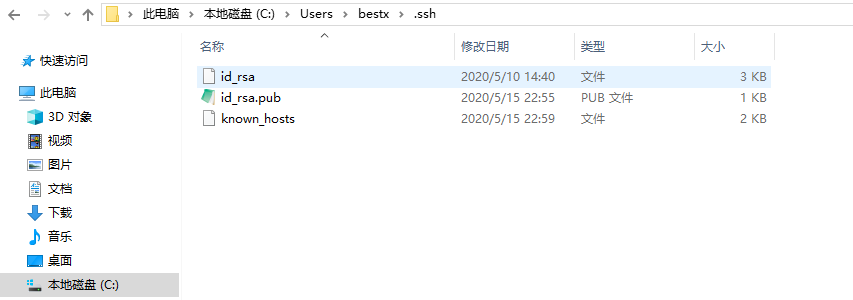 此电脑 > 本地磁盘 (C:) > Users > bestx > .ssh
名称 修改日期 类型 大小
快速访问
此电脑
3D 对象
视频
图片
文档
下载
音乐
桌面
本地磁盘 (C:)
id_rsa 2020/5/10 14:40 文件 3 KB
id_rsa.pub 2020/5/15 22:55 PUB 文件 1 KB
known_hosts 2020/5/15 22:59 文件 2 KB